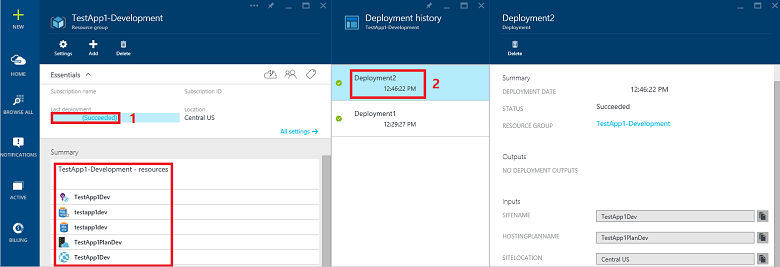 NEW
HOME
BROWSE ALL
NOTIFICATIONS
ACTIVE
BILLING
TestApp1-Development
Resource group
Settings
Add
Delete
Essentials
Subscription name
Subscription ID
Last deployment
Location
(Succeeded)
1
Central US
All settings →
Summary
TestApp1-Development - resources
TestApp1Dev
testapp1dev
testapp1dev
TestApp1PlanDev
TestApp1Dev
Deployment history
TestApp1-Development
Deployment2
12:46:22 PM
2
Deployment1
12:29:27 PM
Deployment2
Deployment
Delete
Summary
DEPLOYMENT DATE
12:46:22 PM
STATUS
Succeeded
RESOURCE GROUP
TestApp1-Development
Outputs
NO DEPLOYMENT OUTPUTS
Inputs
SITENAME
TestApp1Dev
HOSTINGPLANNAME
TestApp1PlanDev
SITELOCATION
Central US